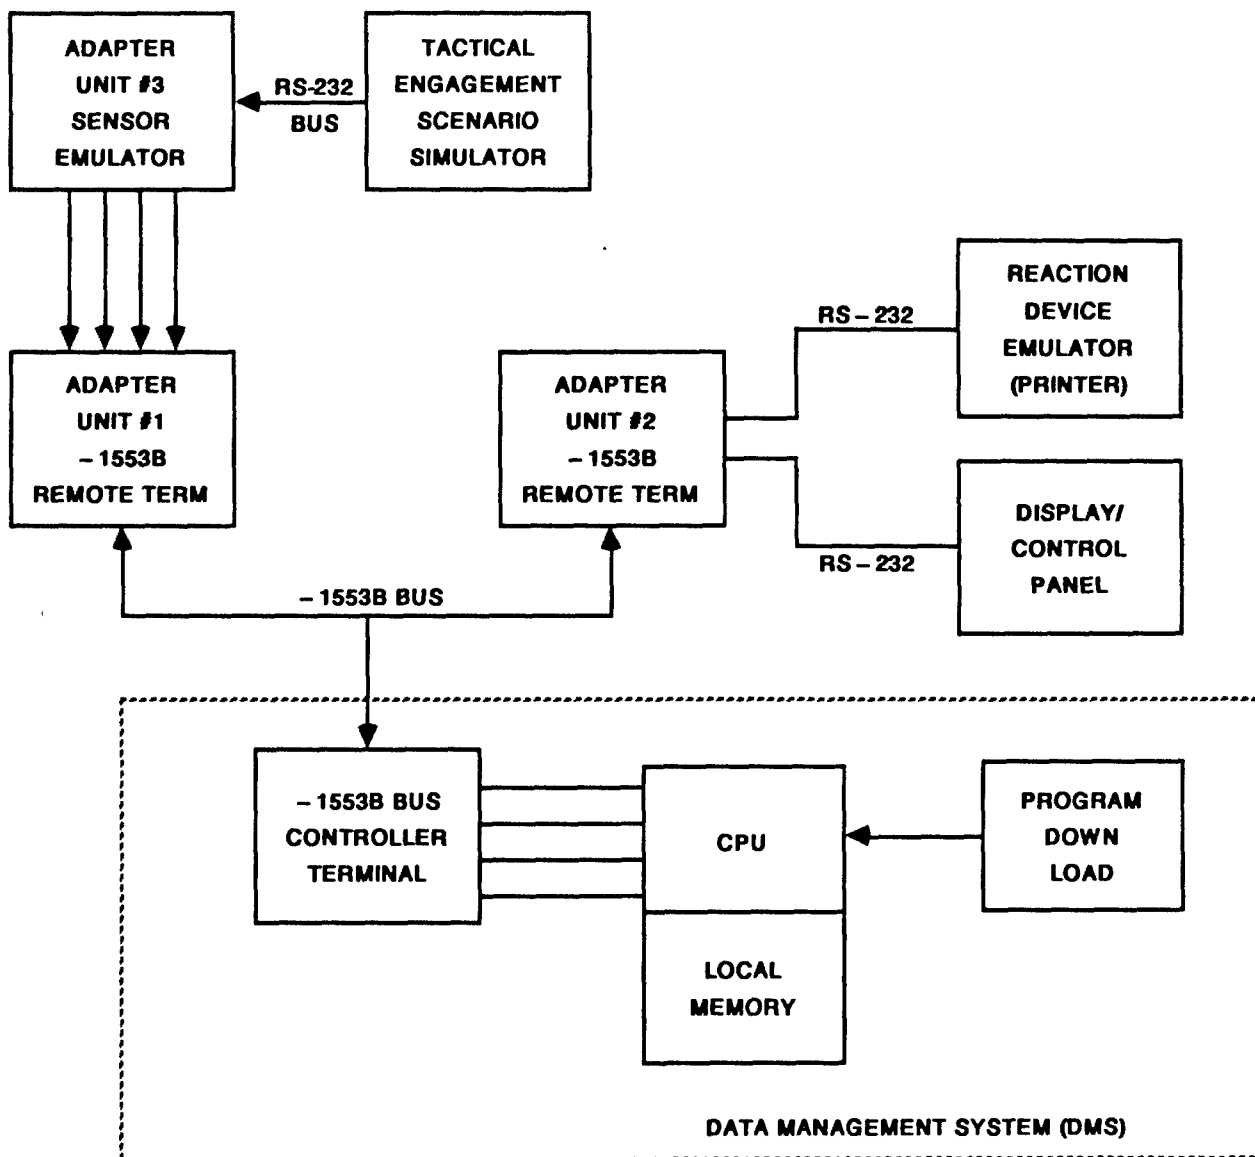 ADAPTER
UNIT #3
SENSOR
EMULATOR
RS-232
BUS
TACTICAL
ENGAGEMENT
SCENARIO
SIMULATOR
ADAPTER
UNIT #1
– 1553B
REMOTE TERM
ADAPTER
UNIT #2
– 1553B
REMOTE TERM
RS – 232
REACTION
DEVICE
EMULATOR
(PRINTER)
RS – 232
DISPLAY/
CONTROL
PANEL
– 1553B BUS
– 1553B BUS
CONTROLLER
TERMINAL
CPU
LOCAL
MEMORY
PROGRAM
DOWN
LOAD
DATA MANAGEMENT SYSTEM (DMS)